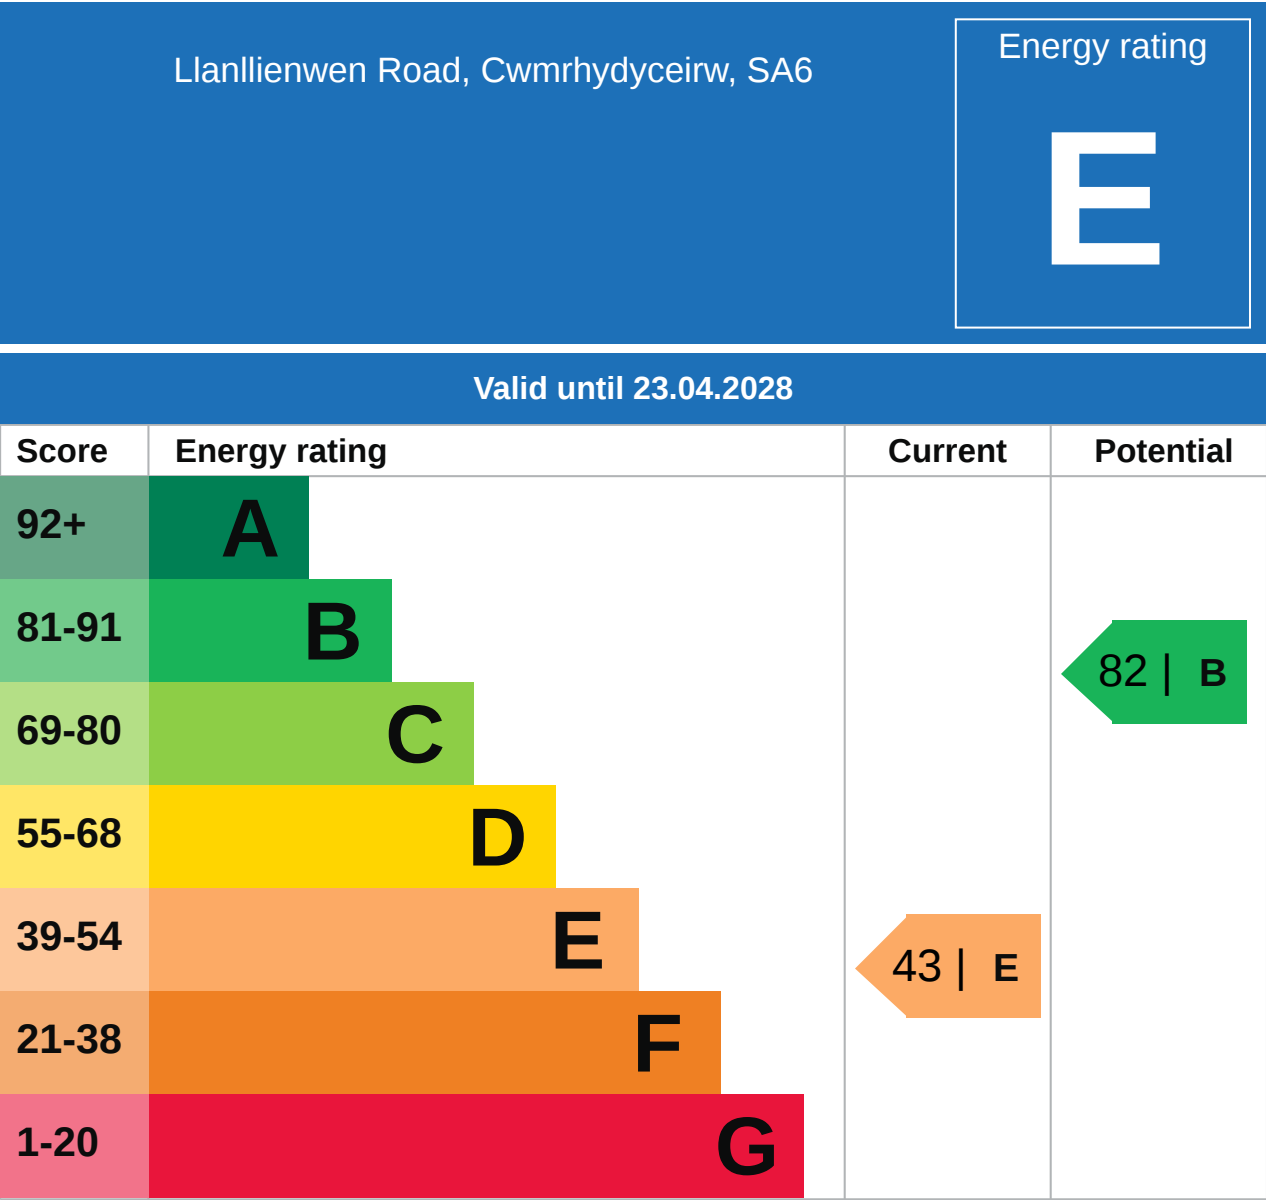 Llanllienwen Road, Cwmrhydyceirw, SA6
Energy rating
E
Valid until 23.04.2028
Score Energy rating Current Potential
92+ A
81-91 B
82 | B
69-80 C
55-68 D
39-54 E
43 | E
21-38 F
1-20 G